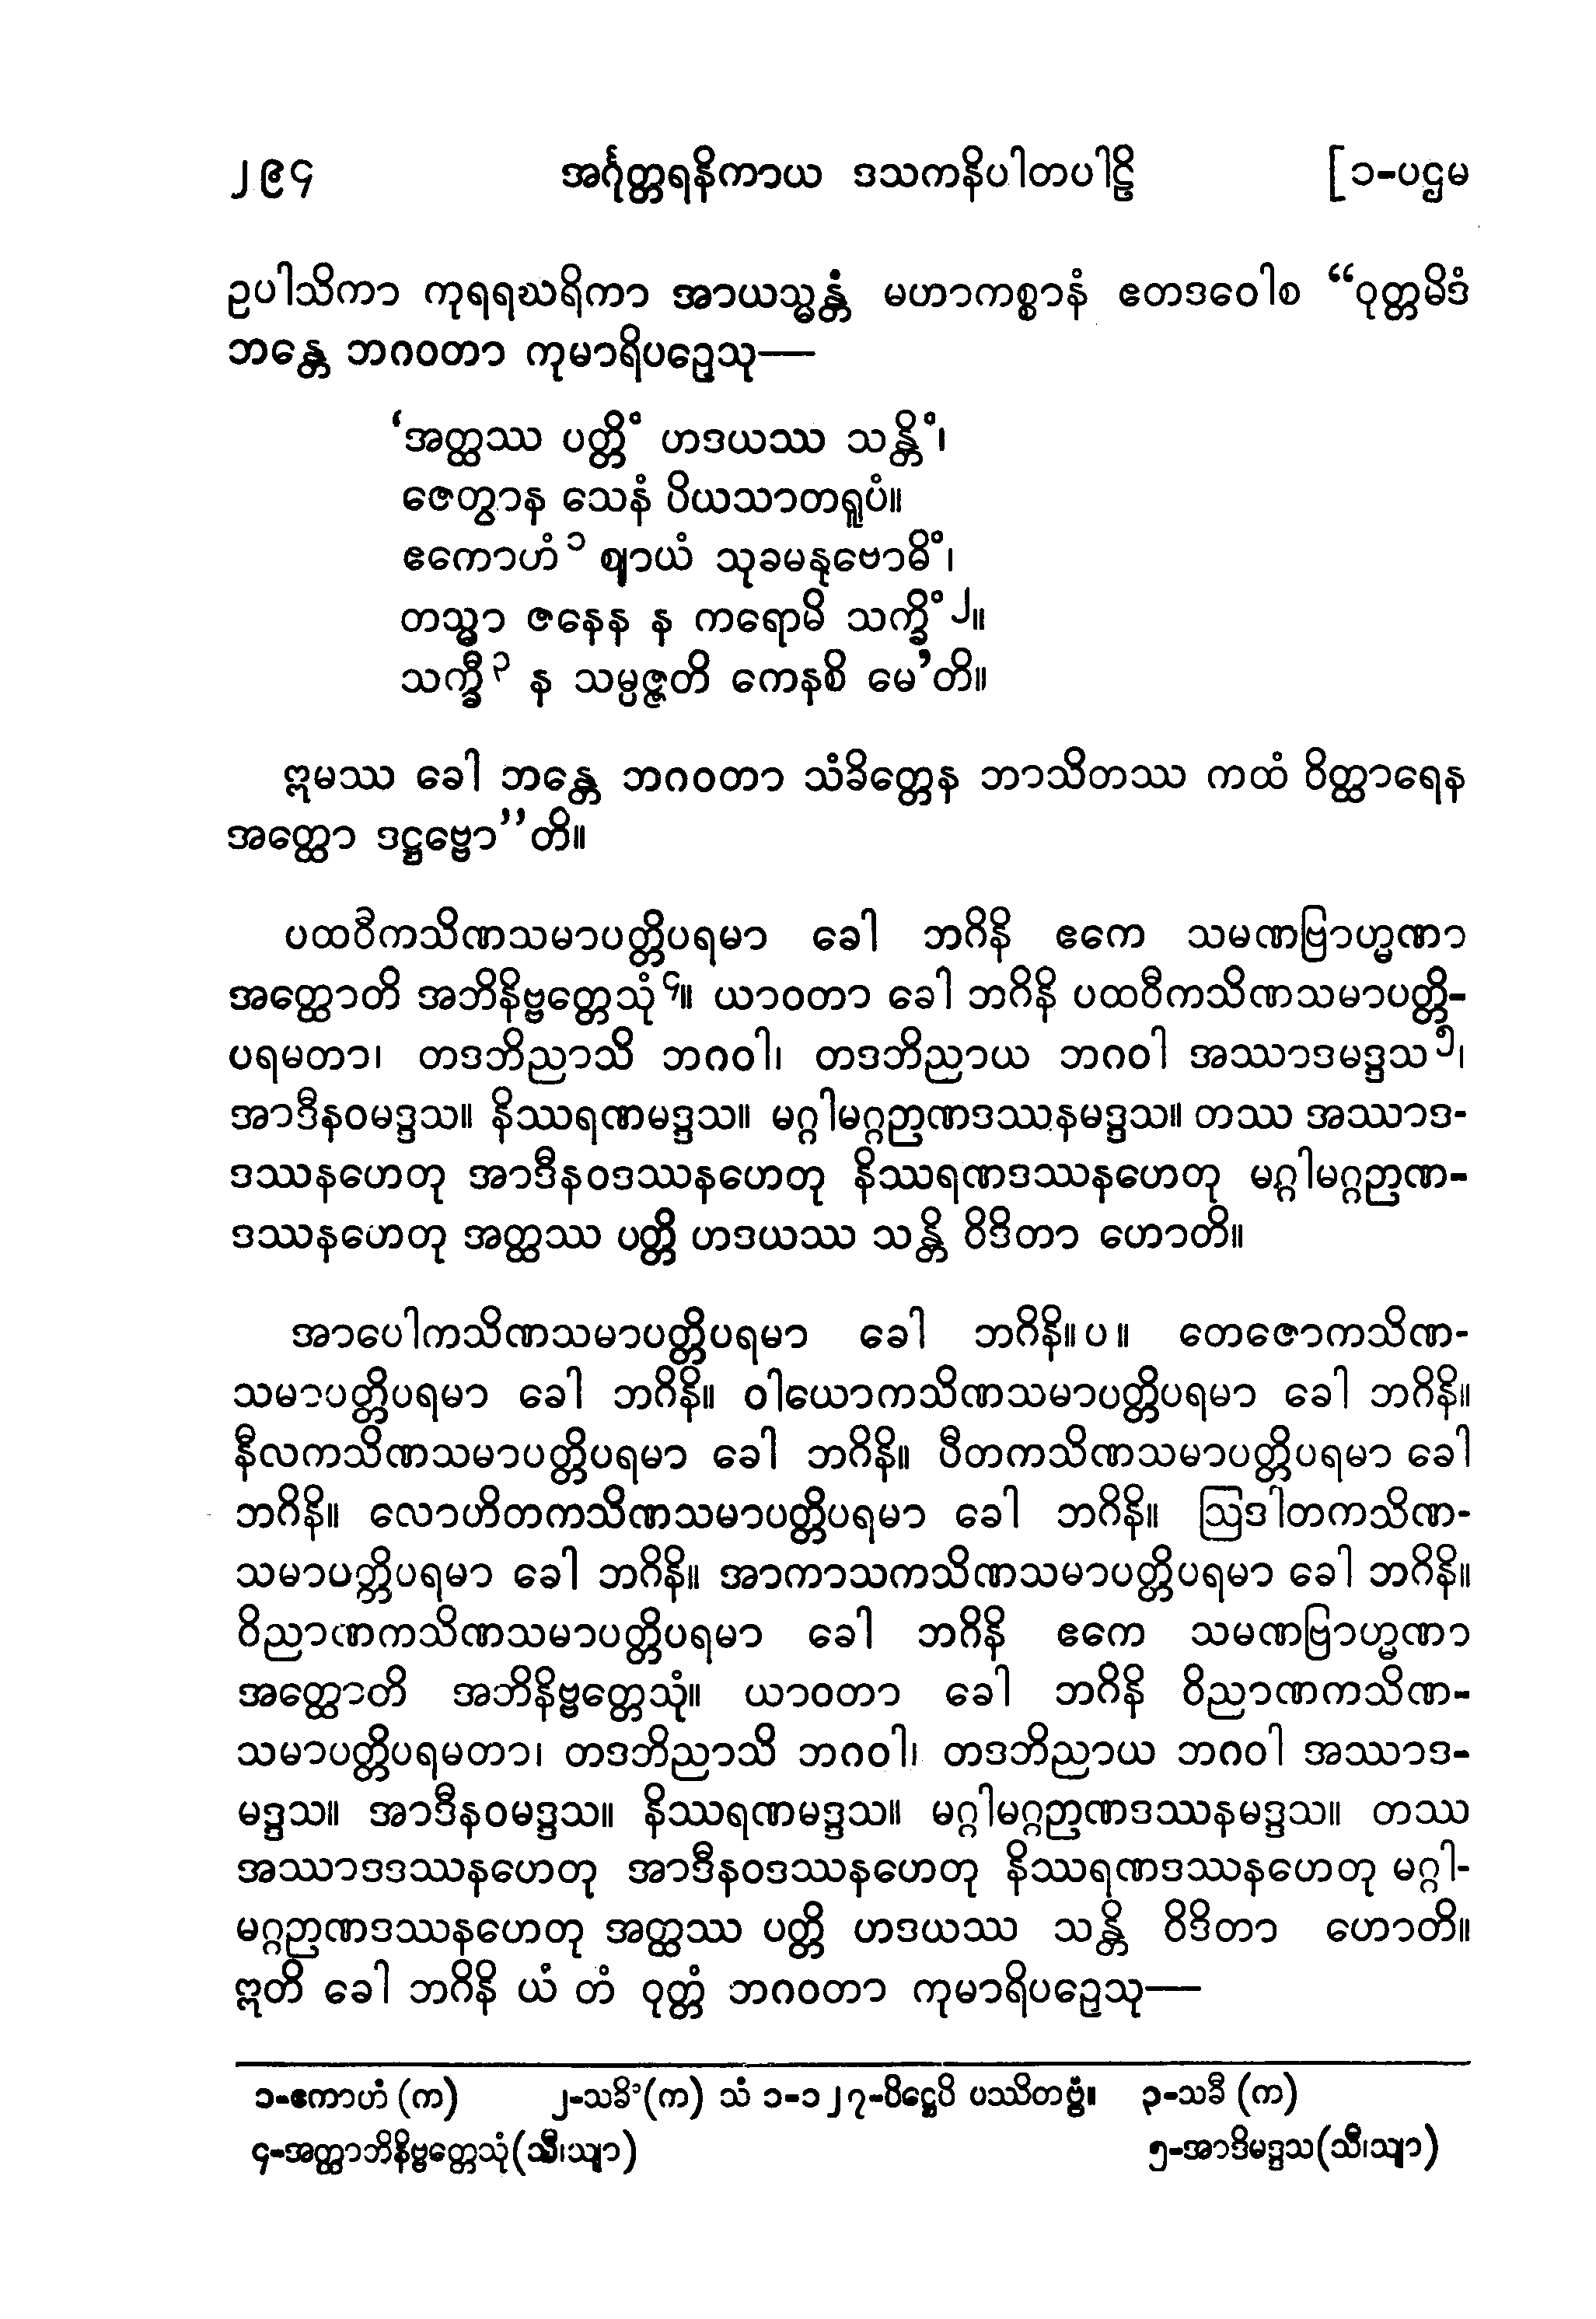 ၂၉၄ အင်္ဂုတ္တရနိကာယ ဒသကနိပါတပါဠိ [၁-ပဌမ
ဥပါသိကာ ကုရရဃရိကာ အာယသ္မန္တံ မဟာကစ္စာနံ ဧတဒဝေါစ “ဝုတ္တမိဒံ
ဘန္တေ ဘဂဝတာ ကုမာရိပဉှေသု—
‘အတ္ထဿ ပတ္တိံ ဟဒယဿ သန္တိံ၊
ဇေတွာန သေနံ ပိယသာတရူပံ။
ဧကောဟံ၁ ဈာယံ သုခမနုဗောဓိံ၊
တသ္မာ ဇနေန န ကရောမိ သက္ခိံ၂။
သက္ခီ၃ န သမ္ပဇ္ဇတိ ကေနစိ မေ’တိ။
ဣမဿ ခေါ ဘန္တေ ဘဂဝတာ သံခိတ္တေန ဘာသိတဿ ကထံ ဝိတ္ထာရေန
အတ္ထော ဒဋ္ဌဗ္ဗော”တိ။
ပထဝီကသိဏသမာပတ္တိပရမာ ခေါ ဘဂိနိ ဧကေ သမဏဗြာဟ္မဏာ
အတ္ထောတိ အဘိနိဗ္ဗတ္တေသုံ၄။ ယာဝတာ ခေါ ဘဂိနိ ပထဝီကသိဏသမာပတ္တိ-
ပရမတာ၊ တဒဘိညာသိ ဘဂဝါ၊ တဒဘိညာယ ဘဂဝါ အဿာဒမဒ္ဒသ၅၊
အာဒီနဝမဒ္ဒသ။ နိဿရဏမဒ္ဒသ။ မဂ္ဂါမဂ္ဂဉာဏဒဿနမဒ္ဒသ။ တဿ အဿာဒ-
ဒဿနဟေတု အာဒီနဝဒဿနဟေတု နိဿရဏဒဿနဟေတု မဂ္ဂါမဂ္ဂဉာဏ-
ဒဿနဟေတု အတ္ထဿ ပတ္တိ ဟဒယဿ သန္တိ ဝိဒိတာ ဟောတိ။
အာပေါကသိဏသမာပတ္တိပရမာ ခေါ ဘဂိနိ။ပ။ တေဇောကသိဏ-
သမာပတ္တိပရမာ ခေါ ဘဂိနိ။ ဝါယောကသိဏသမာပတ္တိပရမာ ခေါ ဘဂိနိ။
နီလကသိဏသမာပတ္တိပရမာ ခေါ ဘဂိနိ။ ပီတကသိဏသမာပတ္တိပရမာ ခေါ
ဘဂိနိ။ လောဟိတကသိဏသမာပတ္တိပရမာ ခေါ ဘဂိနိ။ ဩဒါတကသိဏ-
သမာပတ္တိပရမာ ခေါ ဘဂိနိ။ အာကာသကသိဏသမာပတ္တိပရမာ ခေါ ဘဂိနိ။
ဝိညာဏကသိဏသမာပတ္တိပရမာ ခေါ ဘဂိနိ ဧကေ သမဏဗြာဟ္မဏာ
အတ္ထောတိ အဘိနိဗ္ဗတ္တေသုံ။ ယာဝတာ ခေါ ဘဂိနိ ဝိညာဏကသိဏ-
သမာပတ္တိပရမတာ၊ တဒဘိညာသိ ဘဂဝါ၊ တဒဘိညာယ ဘဂဝါ အဿာဒ-
မဒ္ဒသ။ အာဒီနဝမဒ္ဒသ။ နိဿရဏမဒ္ဒသ။ မဂ္ဂါမဂ္ဂဉာဏဒဿနမဒ္ဒသ။ တဿ
အဿာဒဒဿနဟေတု အာဒီနဝဒဿနဟေတု နိဿရဏဒဿနဟေတု မဂ္ဂါ-
မဂ္ဂဉာဏဒဿနဟေတု အတ္ထဿ ပတ္တိ ဟဒယဿ သန္တိ ဝိဒိတာ ဟောတိ။
ဣတိ ခေါ ဘဂိနိ ယံ တံ ဝုတ္တံ ဘဂဝတာ ကုမာရိပဉှေသု—
၁-ဧကာဟံ (က) ၂-သခိံ (က) သံ ၁-၁၂၇-ပိဋ္ဌေပိ ပဿိတဗ္ဗံ။ ၃-သခီ (က)
၄-အတ္ထာဘိနိဗ္ဗတ္တေသုံ(သီ၊သျာ) ၅-အာဒိမဒ္ဒသ(သီ၊သျာ)